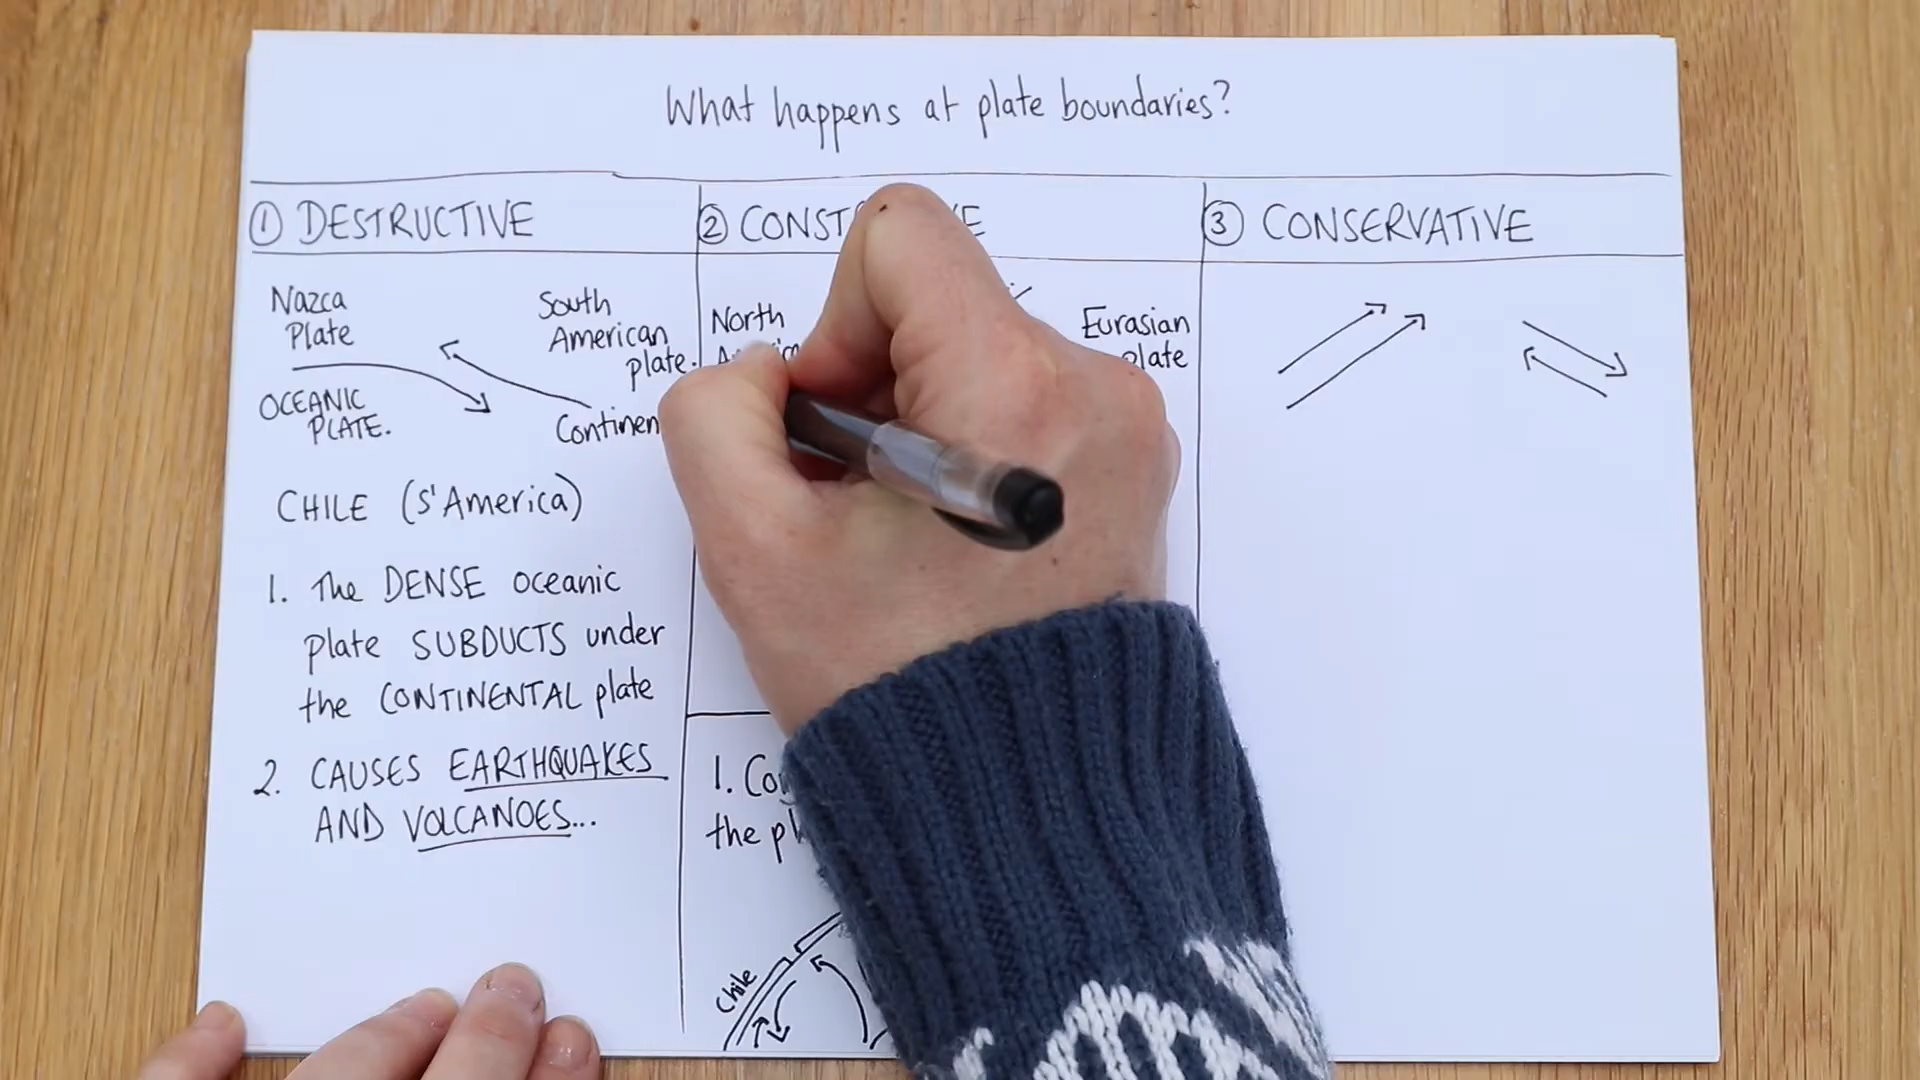 What happens at plate boundaries?
① DESTRUCTIVE
Nazca
Plate
South
American
plate.
OCEANIC
PLATE.
CHILE (S'America)
1. The DENSE oceanic
plate SUBDUCTS under
the CONTINENTAL plate
2. CAUSES EARTHQUAKES
AND VOLCANOES...
②
North
Eurasian
plate
1.
the
Chile
③ CONSERVATIVE